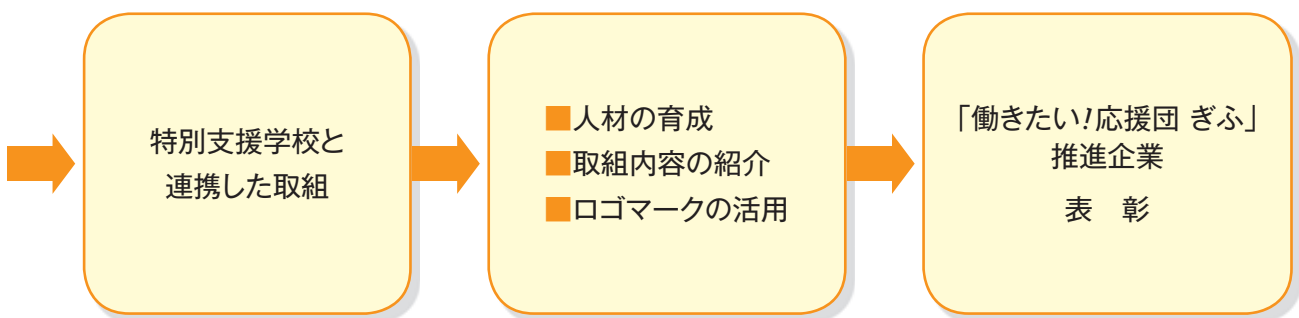 特別支援学校と
連携した取組
■人材の育成
■取組内容の紹介
■ロゴマークの活用
「働きたい!応援団 ぎふ」
推進企業
表　彰